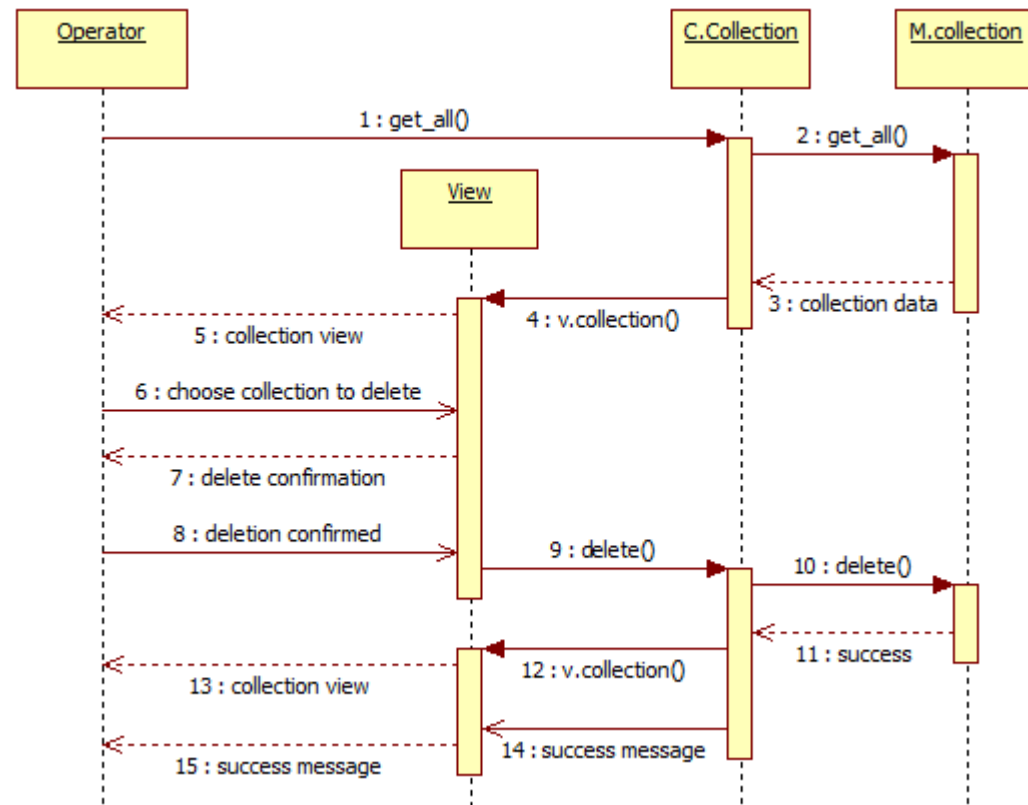 Operator
C.Collection
M.collection
1 : get_all()
2 : get_all()
View
3 : collection data
4 : v.collection()
5 : collection view
6 : choose collection to delete
7 : delete confirmation
8 : deletion confirmed
9 : delete()
10 : delete()
11 : success
12 : v.collection()
13 : collection view
14 : success message
15 : success message